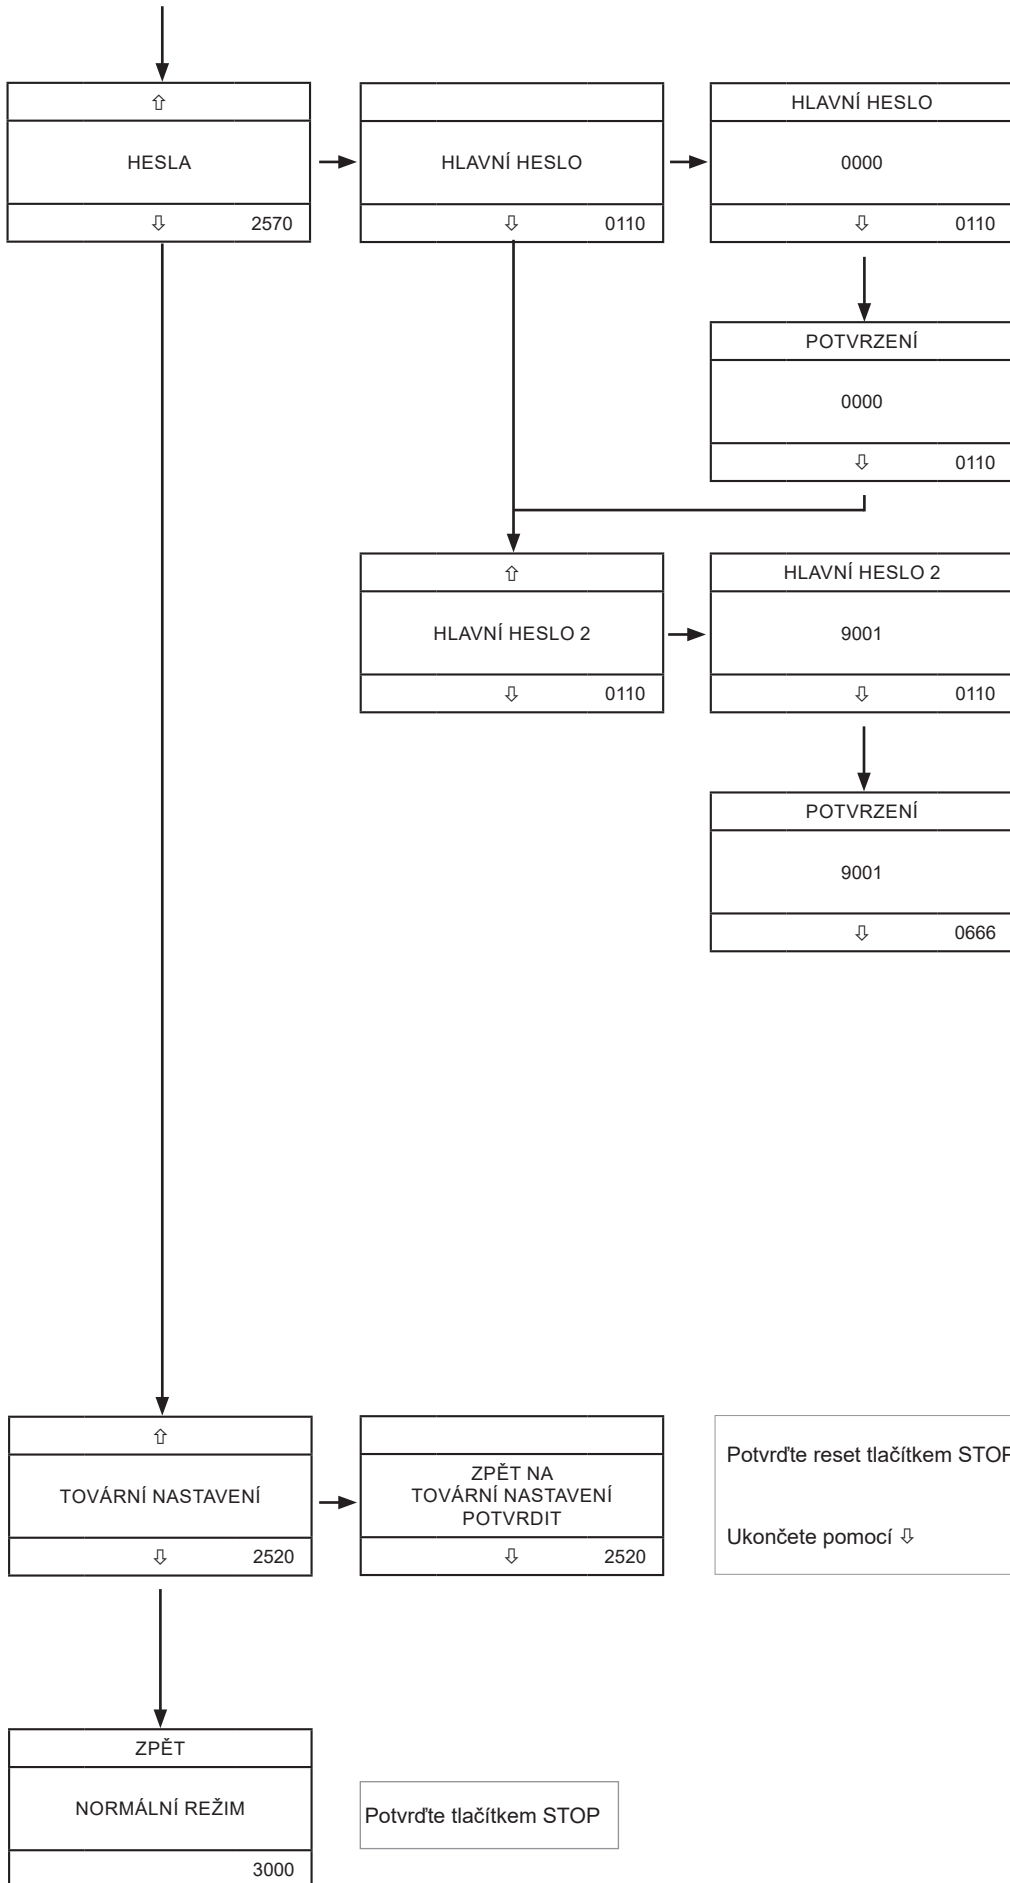 ⇧
HESLA
⇩ 2570
HLAVNÍ HESLO
⇩ 0110
HLAVNÍ HESLO
0000
⇩ 0110
POTVRZENÍ
0000
⇩ 0110
⇧
HLAVNÍ HESLO 2
⇩ 0110
HLAVNÍ HESLO 2
9001
⇩ 0110
POTVRZENÍ
9001
⇩ 0666
⇧
TOVÁRNÍ NASTAVENÍ
⇩ 2520
ZPĚT NA
TOVÁRNÍ NASTAVENÍ
POTVRDIT
⇩ 2520
Potvrďte reset tlačítkem STOP
Ukončete pomocí ⇩
ZPĚT
NORMÁLNÍ REŽIM
3000
Potvrďte tlačítkem STOP